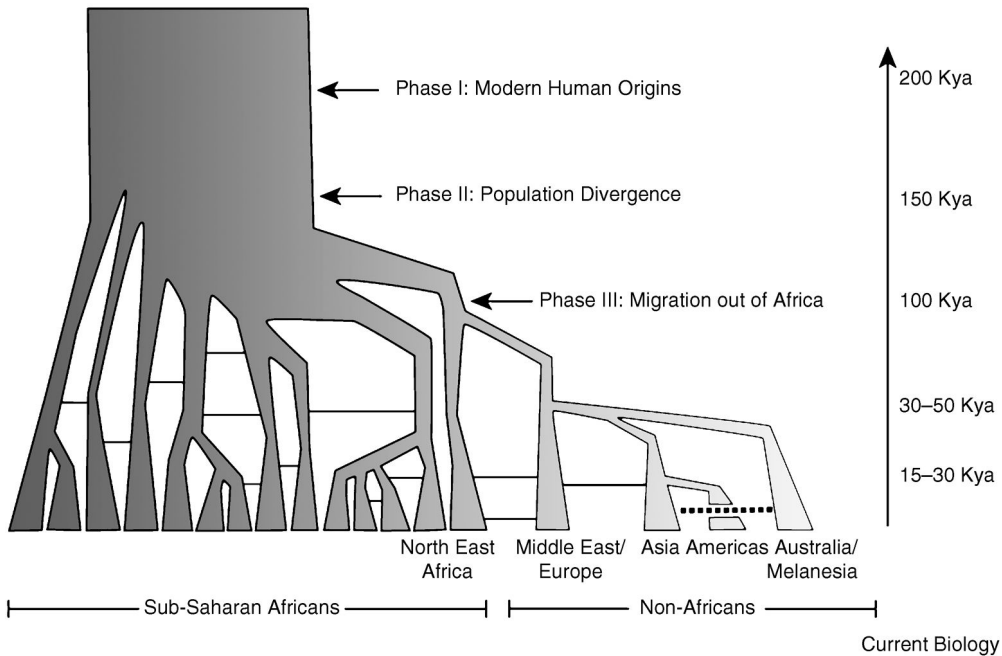 200 Kya
Phase I: Modern Human Origins
Phase II: Population Divergence
150 Kya
Phase III: Migration out of Africa
100 Kya
30–50 Kya
15–30 Kya
North East
Africa
Middle East/
Europe
Asia
Americas
Australia/
Melanesia
Sub-Saharan Africans
Non-Africans
Current Biology